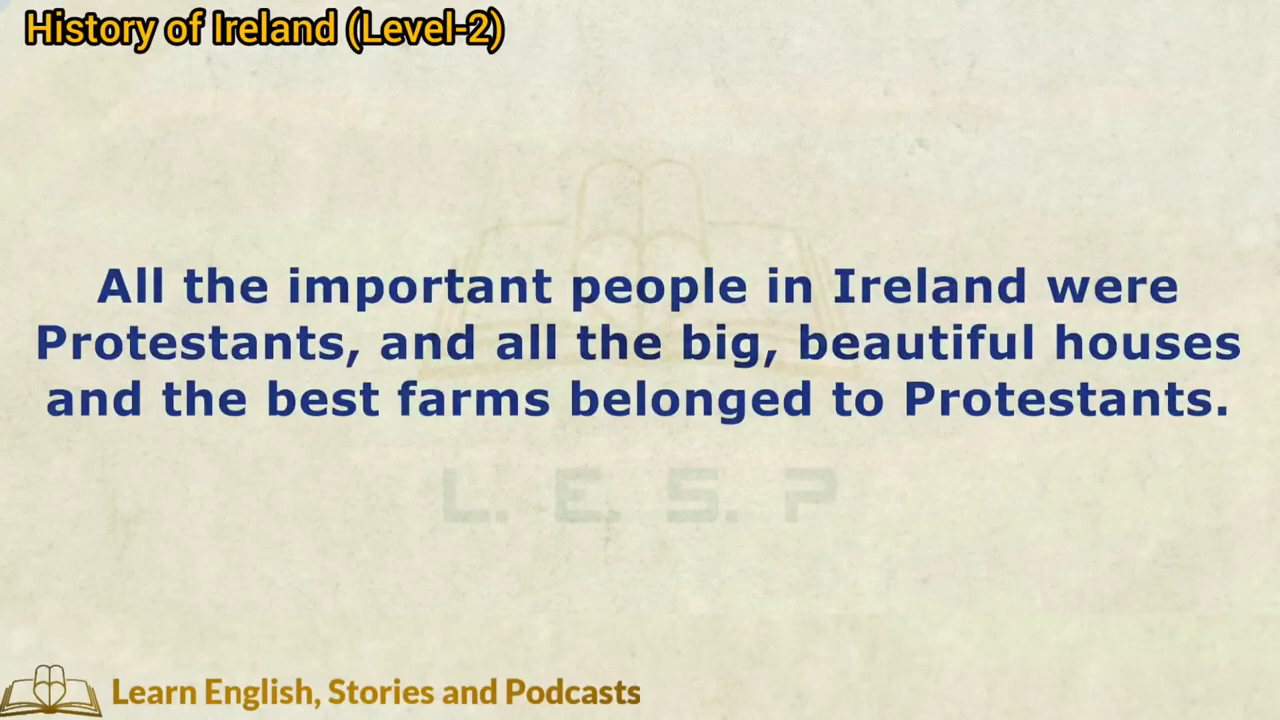 History of Ireland (Level-2)
All the important people in Ireland were
Protestants, and all the big, beautiful houses
and the best farms belonged to Protestants.
L. E. S. P
Learn English, Stories and Podcasts